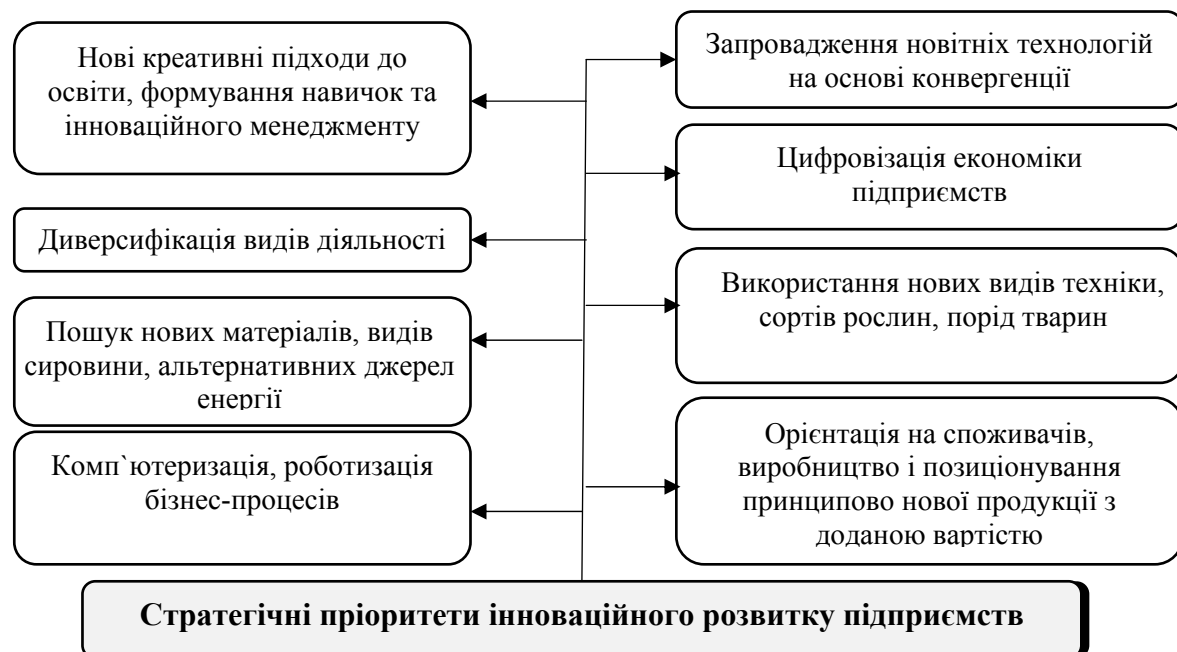 Нові креативні підходи до
освіти, формування навичок та
інноваційного менеджменту
Диверсифікація видів діяльності
Пошук нових матеріалів, видів
сировини, альтернативних джерел
енергії
Комп`ютеризація, роботизація
бізнес-процесів
Запровадження новітніх технологій
на основі конвергенції
Цифровізація економіки
підприємств
Використання нових видів техніки,
сортів рослин, порід тварин
Орієнтація на споживачів,
виробництво і позиціонування
принципово нової продукції з
доданою вартістю
Стратегічні пріоритети інноваційного розвитку підприємств